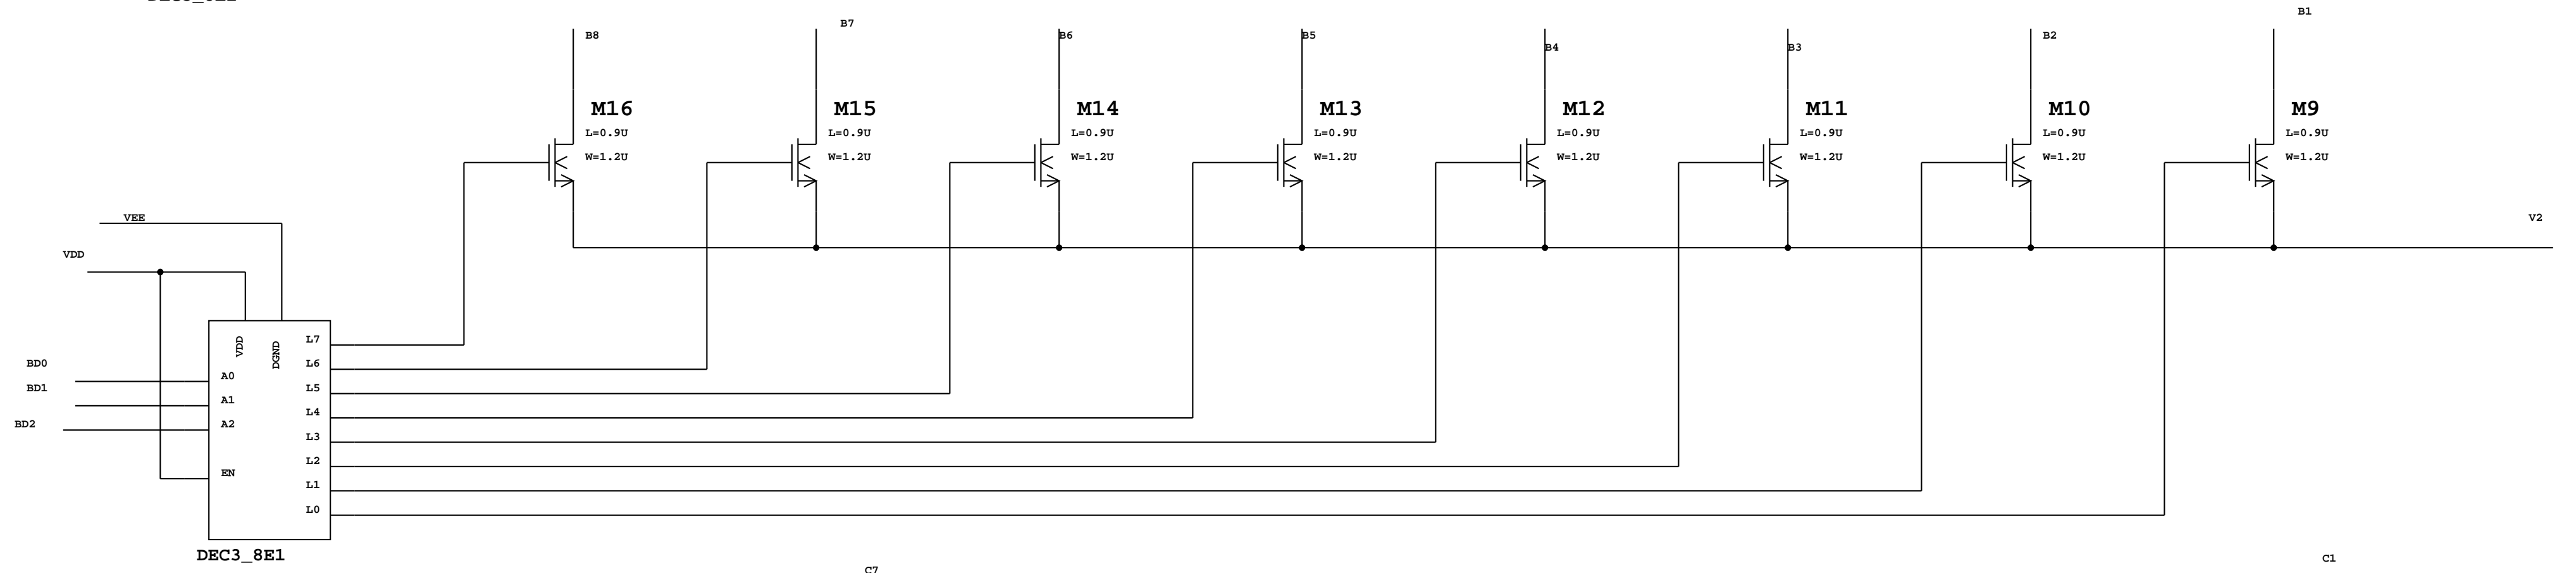 B1
B7
B8
B6
B5
B2
B4
B3
M16
M15
M14
M13
M12
M11
M10
M9
L=0.9U
L=0.9U
L=0.9U
L=0.9U
L=0.9U
L=0.9U
L=0.9U
L=0.9U
W=1.2U
W=1.2U
W=1.2U
W=1.2U
W=1.2U
W=1.2U
W=1.2U
W=1.2U
VEE
V2
VDD
VDD
DGND
L7
BD0
L6
A0
BD1
L5
A1
L4
BD2
A2
L3
L2
EN
L1
L0
DEC3_8E1
C1
C7